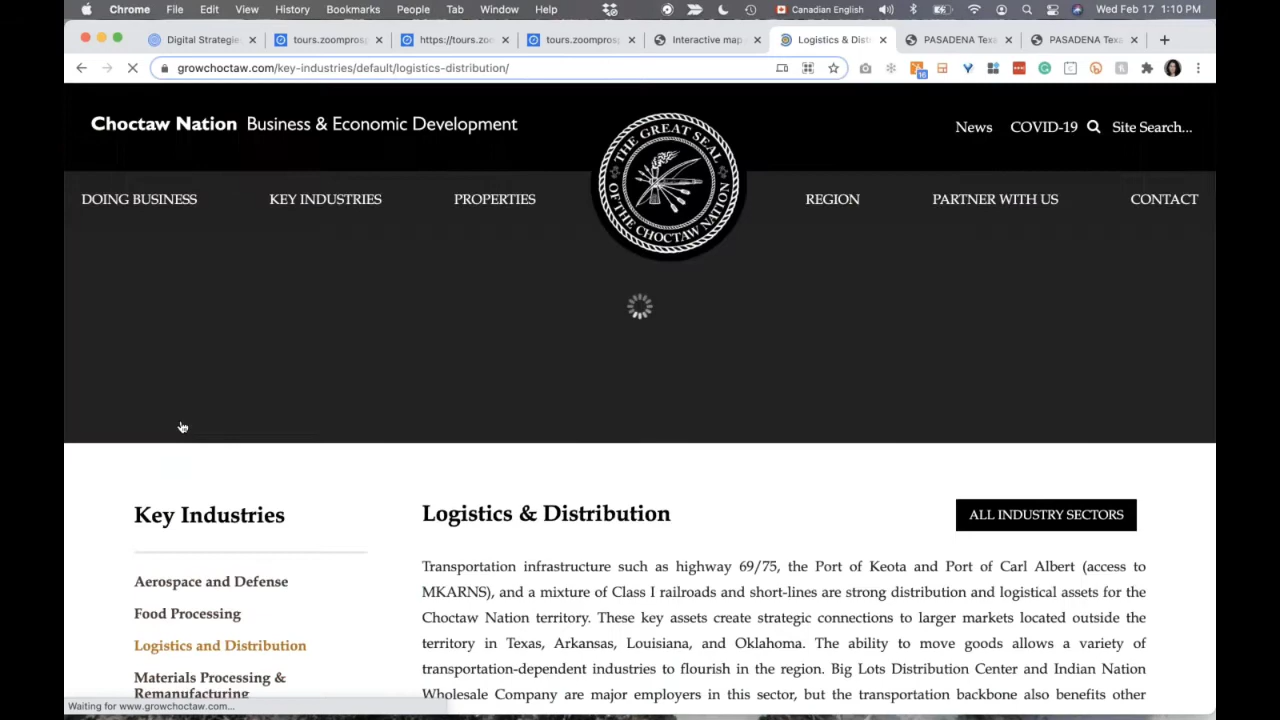 Chrome File Edit View History Bookmarks People Tab Window Help Canadian English Wed Feb 17 1:10 PM
Digital Strategie tours.zoompros https://tours.zoo tours.zoompros Interactive map Logistics & Dist PASADENA Texa PASADENA Texa
growchoctaw.com/key-industries/default/logistics-distribution/
16
Choctaw Nation Business & Economic Development
News COVID-19 Site Search...
THE GREAT SEAL
OF THE CHOCTAW NATION
DOING BUSINESS KEY INDUSTRIES PROPERTIES REGION PARTNER WITH US CONTACT
Key Industries
Aerospace and Defense
Food Processing
Logistics and Distribution
Materials Processing &
Remanufacturing
Logistics & Distribution
ALL INDUSTRY SECTORS
Transportation infrastructure such as highway 69/75, the Port of Keota and Port of Carl Albert (access to
MKARNS), and a mixture of Class I railroads and short-lines are strong distribution and logistical assets for the
Choctaw Nation territory. These key assets create strategic connections to larger markets located outside the
territory in Texas, Arkansas, Louisiana, and Oklahoma. The ability to move goods allows a variety of
transportation-dependent industries to flourish in the region. Big Lots Distribution Center and Indian Nation
Wholesale Company are major employers in this sector, but the transportation backbone also benefits other
Waiting for www.growchoctaw.com...